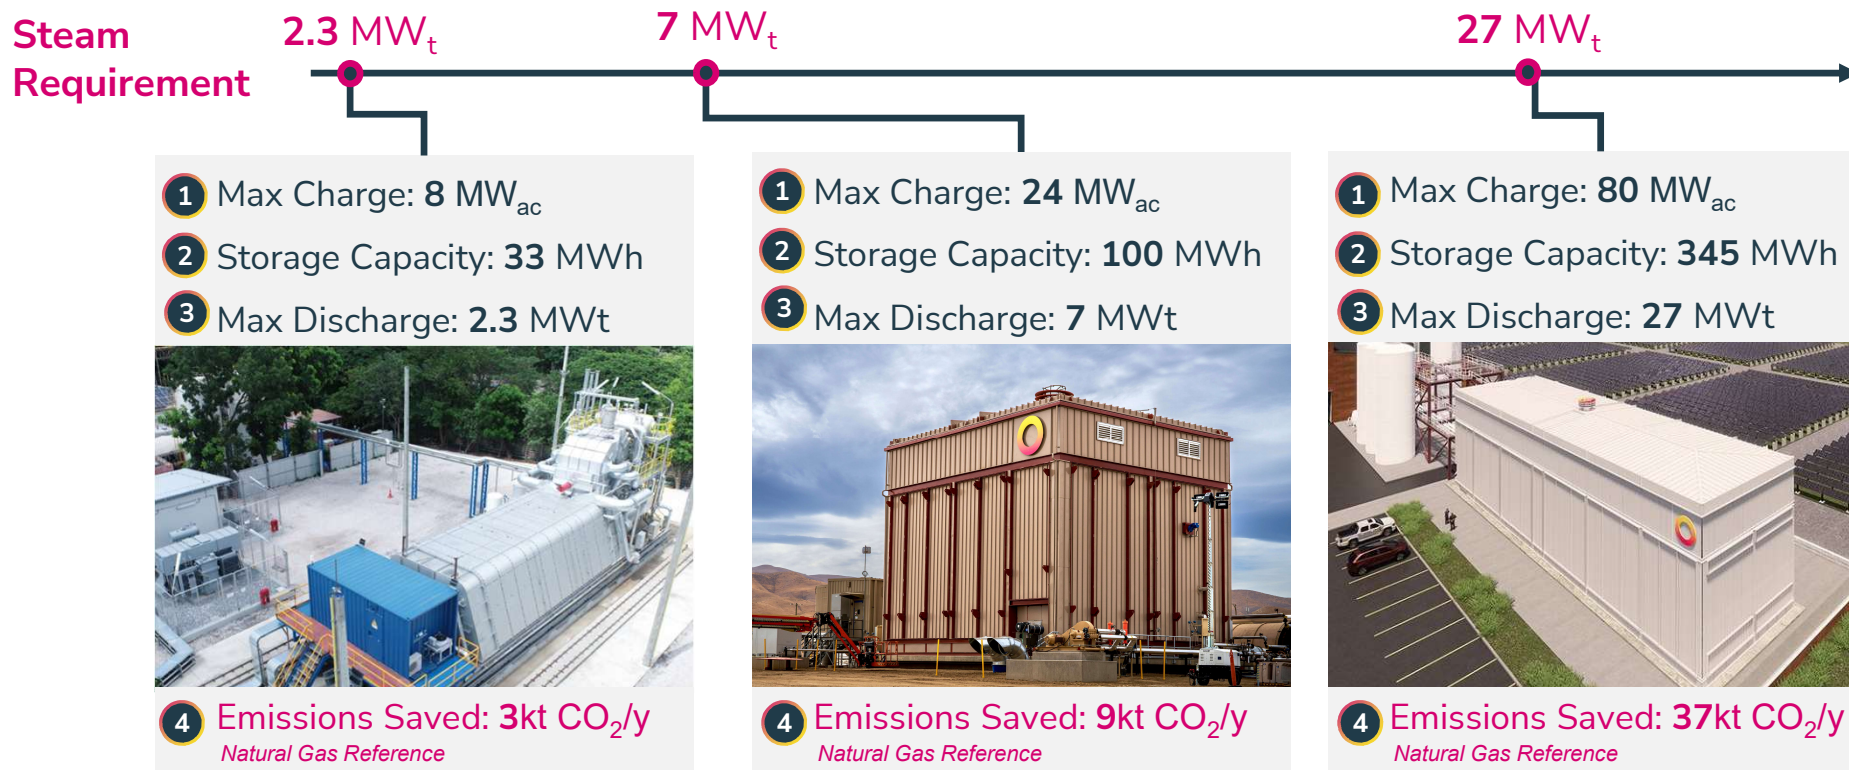 Steam
Requirement
2.3 MWt
7 MWt
27 MWt
1 Max Charge: 8 MWac
2 Storage Capacity: 33 MWh
3 Max Discharge: 2.3 MWt
4 Emissions Saved: 3kt CO2/y
Natural Gas Reference
1 Max Charge: 24 MWac
2 Storage Capacity: 100 MWh
3 Max Discharge: 7 MWt
4 Emissions Saved: 9kt CO2/y
Natural Gas Reference
1 Max Charge: 80 MWac
2 Storage Capacity: 345 MWh
3 Max Discharge: 27 MWt
4 Emissions Saved: 37kt CO2/y
Natural Gas Reference